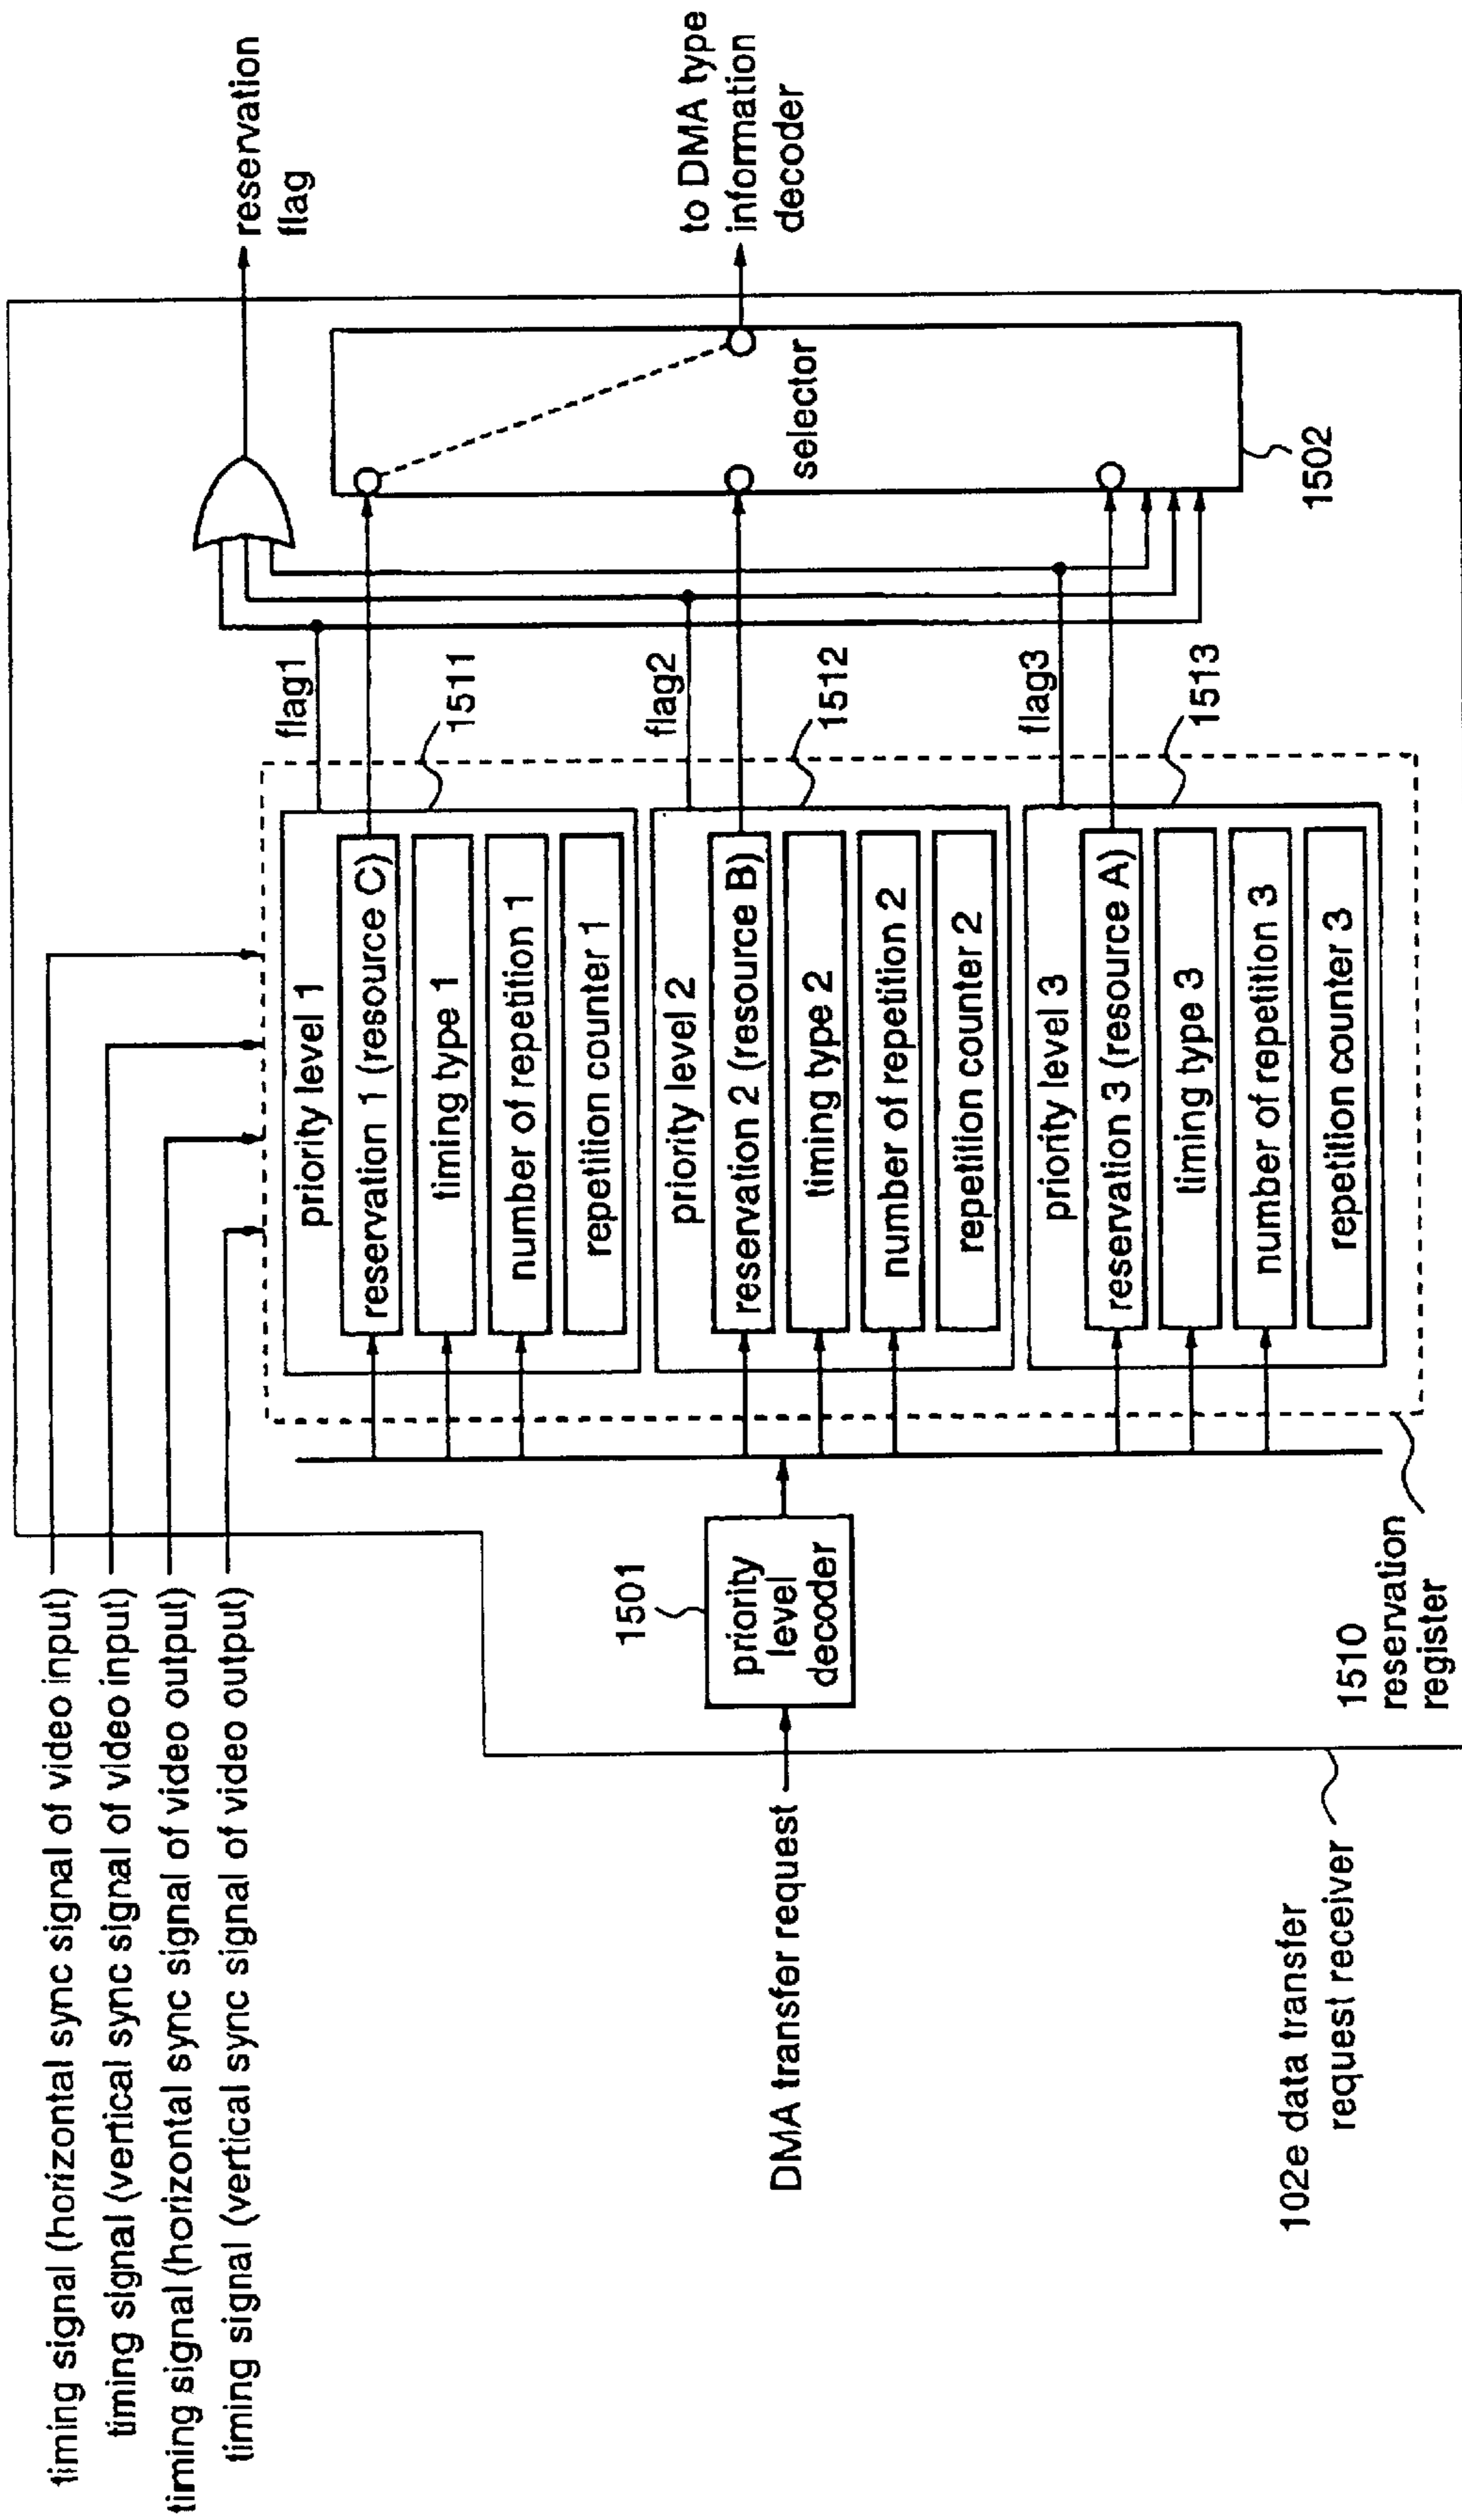 timing signal (horizontal sync signal of video input)
timing signal (vertical sync signal of video input)
timing signal (horizontal sync signal of video output)
timing signal (vertical sync signal of video output)
reservation
flag
flag1
1511
priority level 1
reservation 1 (resource C)
timing type 1
number of repetition 1
repetition counter 1
1501
priority
level
decoder
DMA transfer request
flag2
1512
priority level 2
reservation 2 (resource B)
timing type 2
number of repetition 2
repetition counter 2
to DMA type
information
decoder
selector
1502
flag3
1513
priority level 3
reservation 3 (resource A)
timing type 3
number of repetition 3
repetition counter 3
1510
reservation
register
102e data transfer
request receiver